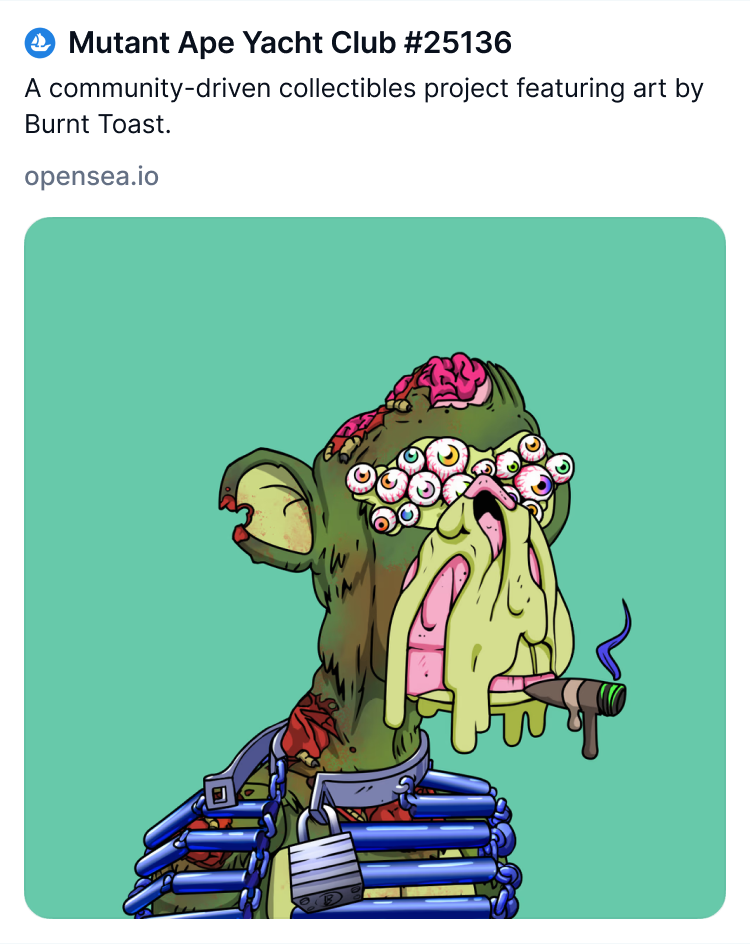 Mutant Ape Yacht Club #25136
A community-driven collectibles project featuring art by
Burnt Toast.
opensea.io